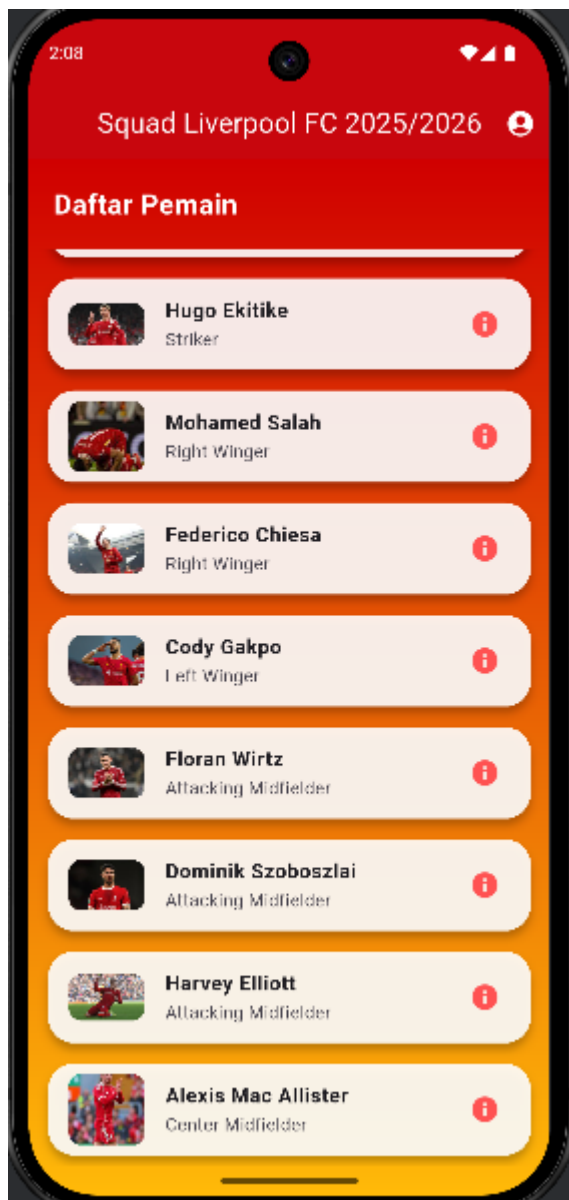 2:08
Squad Liverpool FC 2025/2026
Daftar Pemain
Hugo Ekitike
Striker
Mohamed Salah
Right Winger
Federico Chiesa
Right Winger
Cody Gakpo
Left Winger
Floran Wirtz
Attacking Midfielder
Dominik Szoboszlai
Attacking Midfielder
Harvey Elliott
Attacking Midfielder
Alexis Mac Allister
Center Midfielder